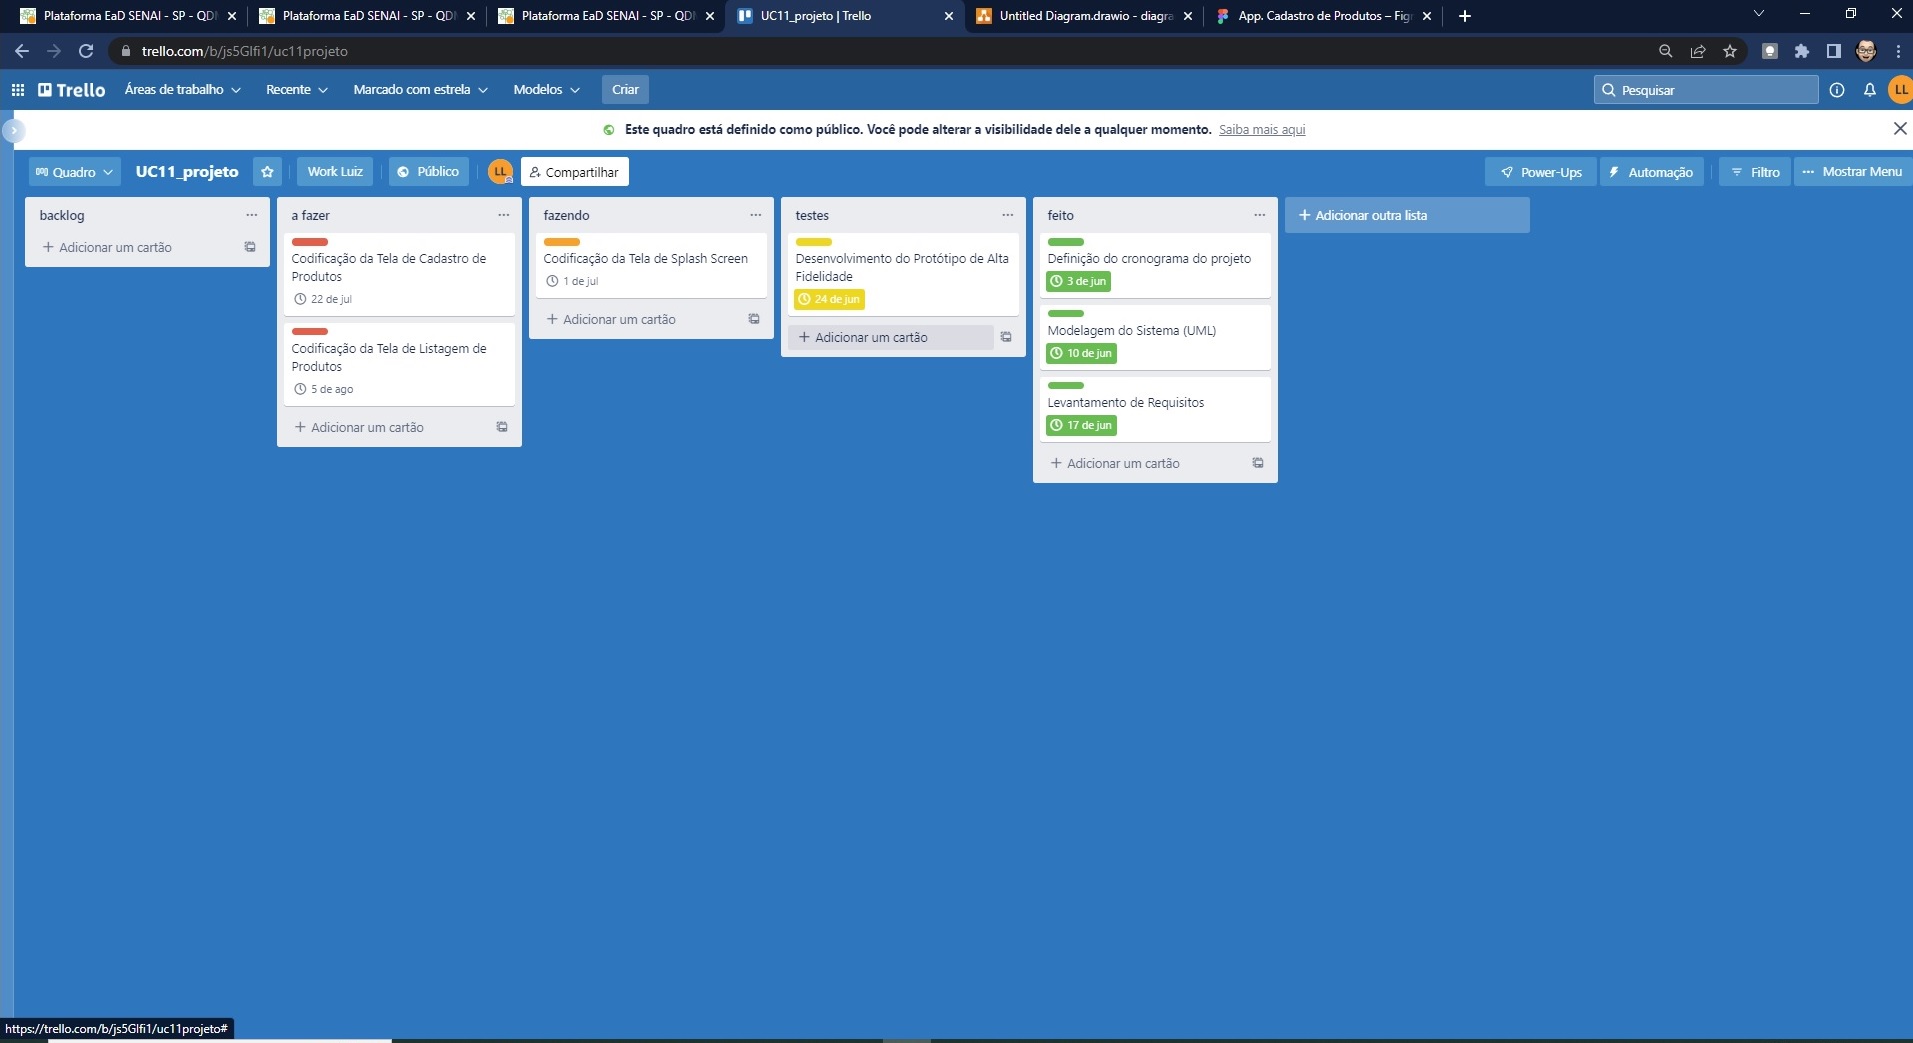 Plataforma EaD SENAI - SP - QDI
Plataforma EaD SENAI - SP - QDI
Plataforma EaD SENAI - SP - QDI
UC11_projeto | Trello
Untitled Diagram.drawio - diagra
App. Cadastro de Produtos – Fig
trello.com/b/js5Glfi1/uc11projeto
Trello
Áreas de trabalho
Recente
Marcado com estrela
Modelos
Criar
Pesquisar
LL
Este quadro está definido como público. Você pode alterar a visibilidade dele a qualquer momento. Saiba mais aqui
Quadro
UC11_projeto
Work Luiz
Público
LL
Compartilhar
Power-Ups
Automação
Filtro
Mostrar Menu
backlog
Adicionar um cartão
a fazer
Codificação da Tela de Cadastro de
Produtos
22 de jul
Codificação da Tela de Listagem de
Produtos
5 de ago
Adicionar um cartão
fazendo
Codificação da Tela de Splash Screen
1 de jul
Adicionar um cartão
testes
Desenvolvimento do Protótipo de Alta
Fidelidade
24 de jun
Adicionar um cartão
feito
Definição do cronograma do projeto
3 de jun
Modelagem do Sistema (UML)
10 de jun
Levantamento de Requisitos
17 de jun
Adicionar um cartão
Adicionar outra lista
https://trello.com/b/js5Glfi1/uc11projeto#